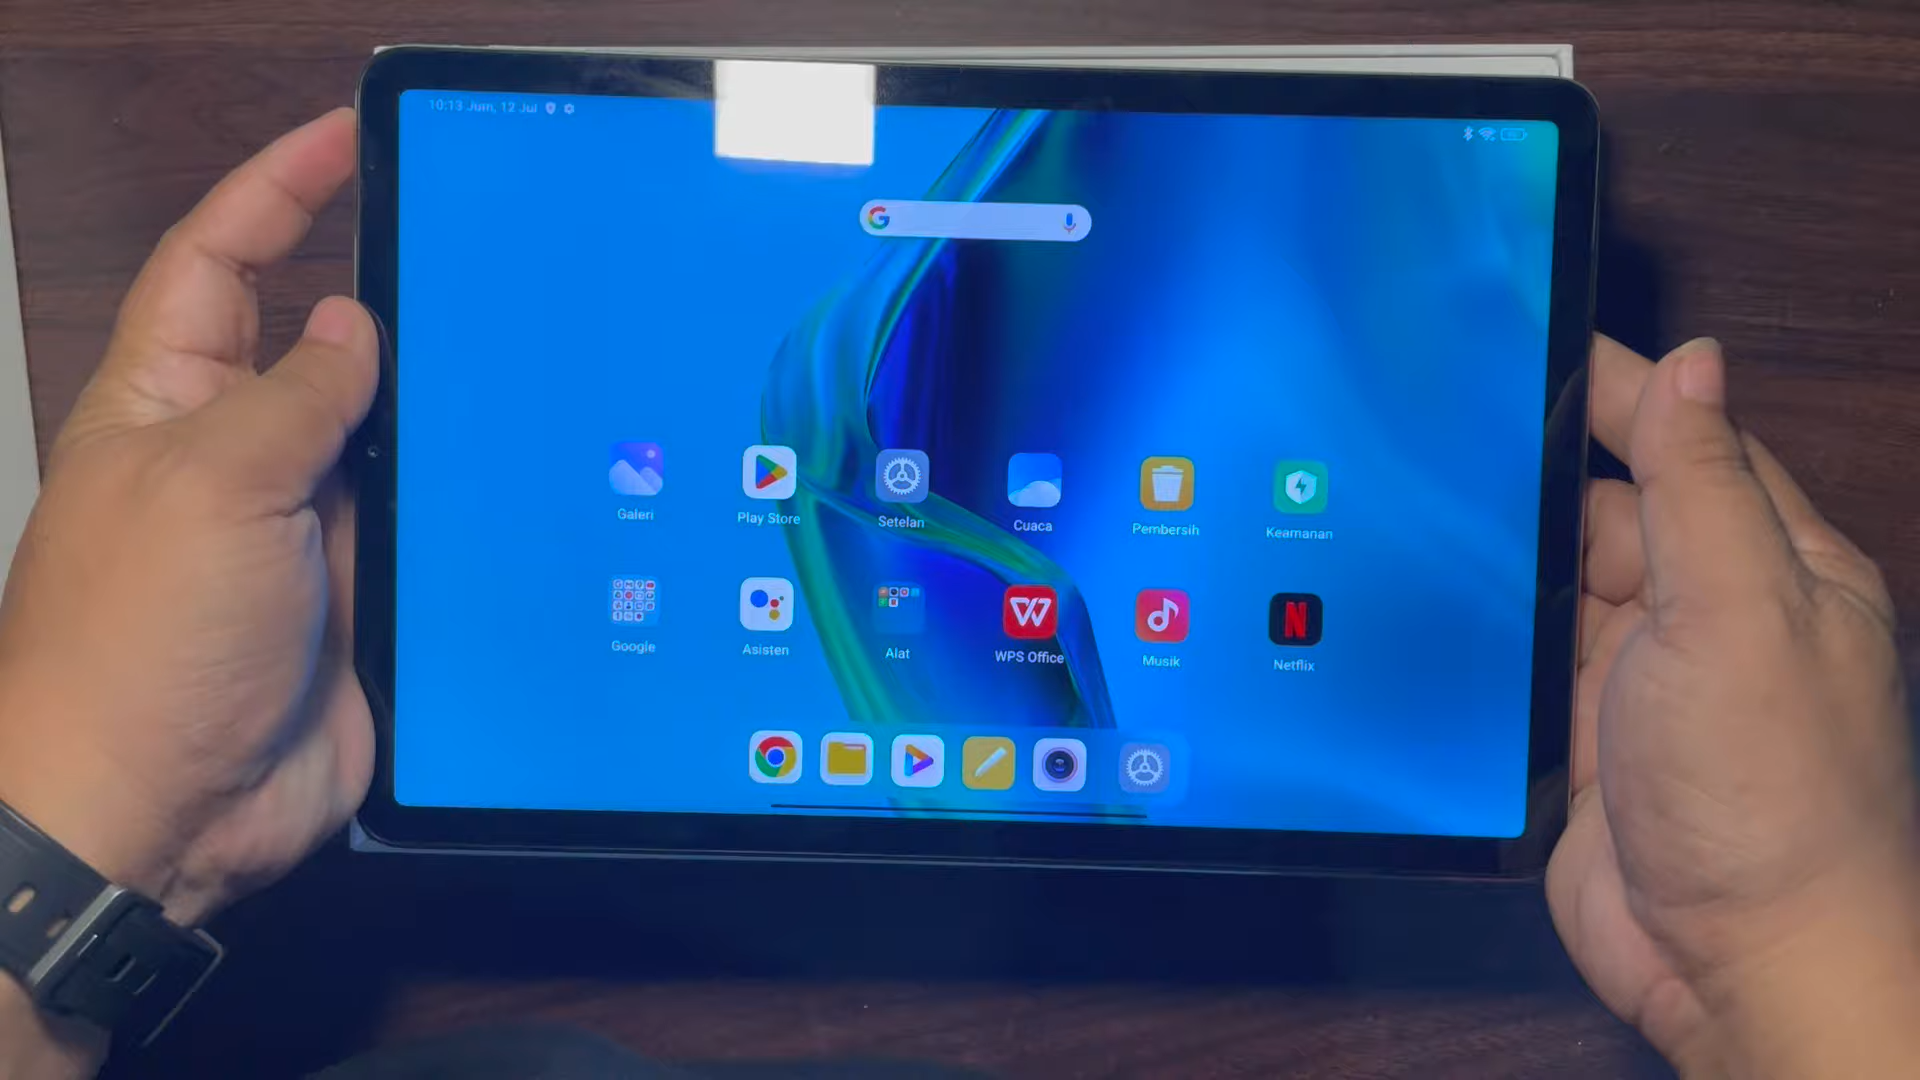 10:13 Jum, 12 Jul
Galeri
Play Store
Setelan
Cuaca
Pembersih
Keamanan
Google
Asisten
Alat
WPS Office
Musik
Netflix